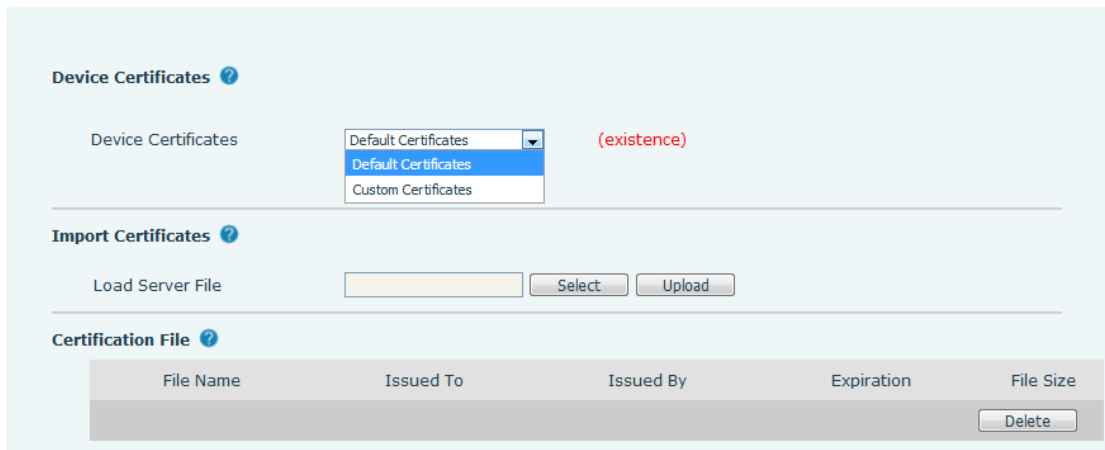 Device Certificates ?
Device Certificates Default Certificates (existence)
Default Certificates
Custom Certificates
Import Certificates ?
Load Server File Select Upload
Certification File ?
File Name Issued To Issued By Expiration File Size
Delete